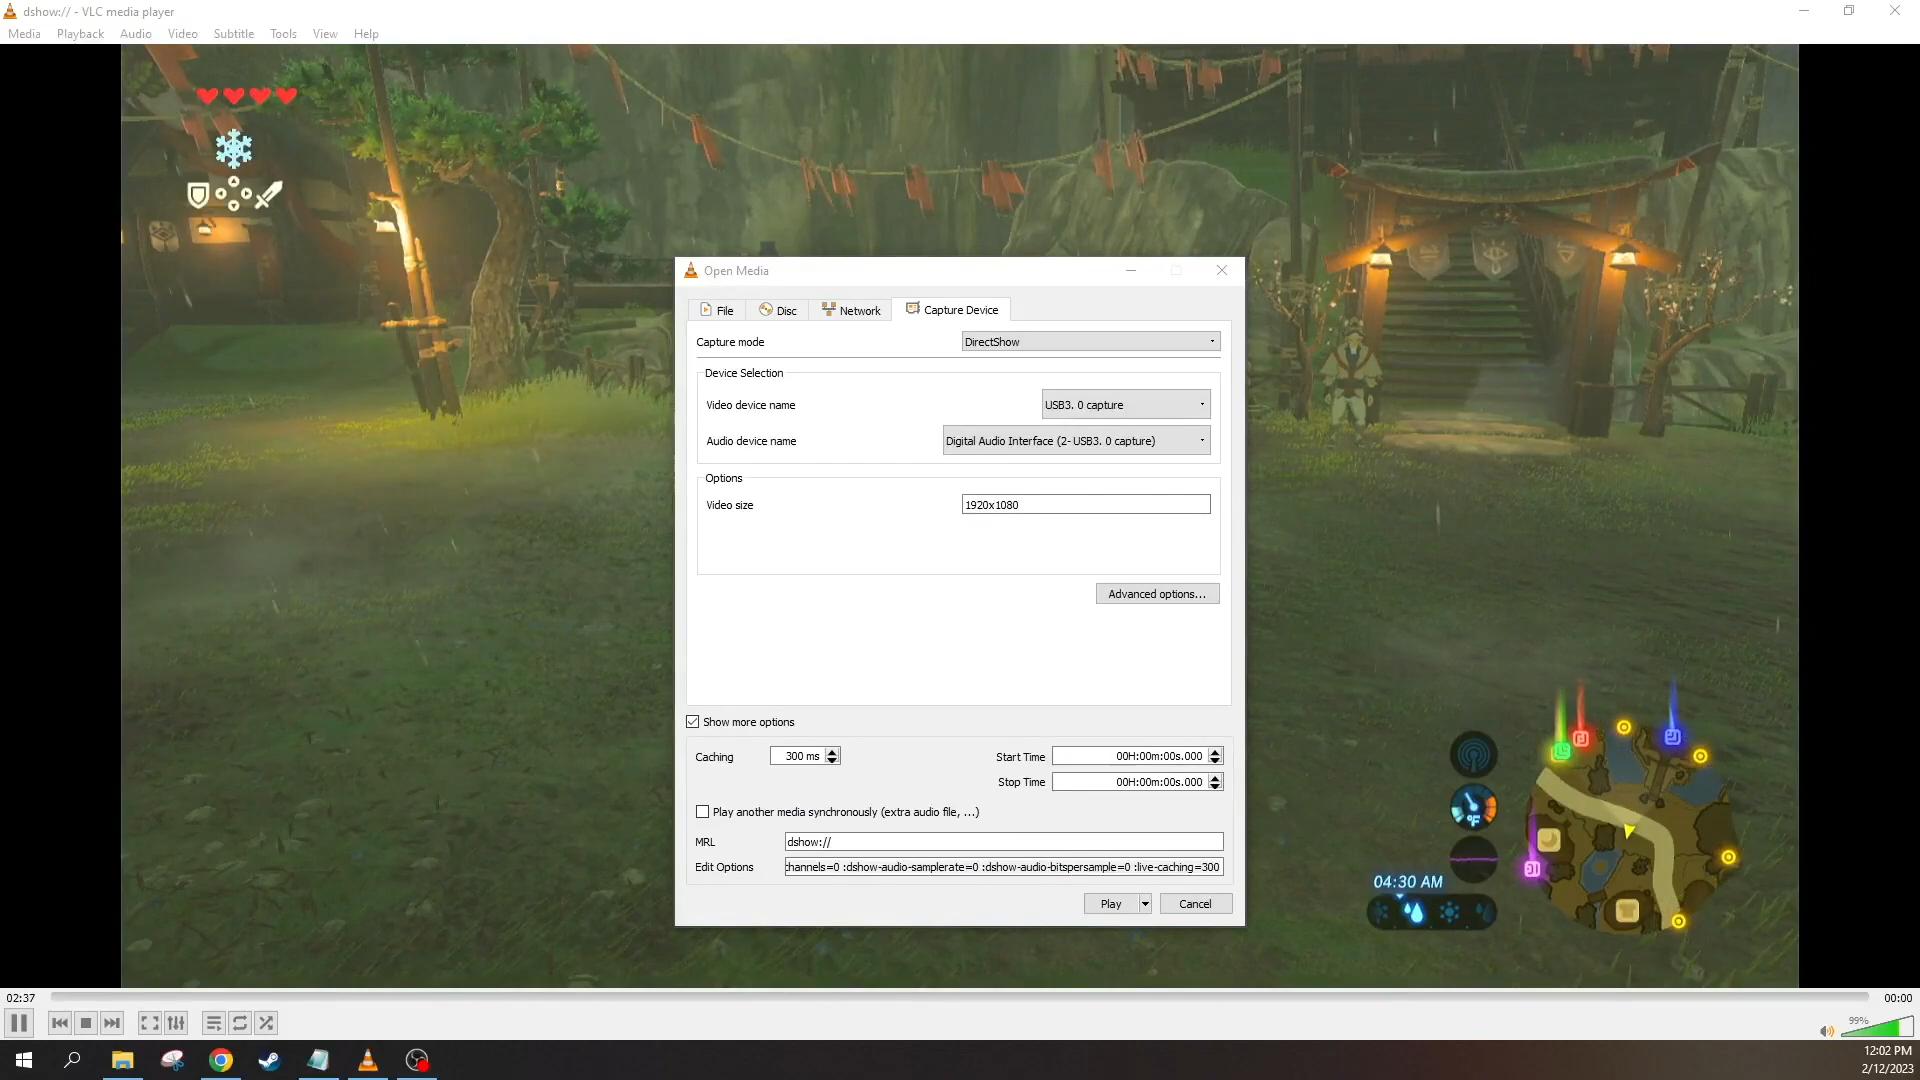 dshow:// - VLC media player
Media Playback Audio Video Subtitle Tools View Help
Open Media
File Disc Network Capture Device
Capture mode DirectShow
Device Selection
Video device name USB3. 0 capture
Audio device name Digital Audio Interface (2- USB3. 0 capture)
Options
Video size 1920x1080
Advanced options...
Show more options
Caching 300 ms Start Time 00H:00m:00s.000
Stop Time 00H:00m:00s.000
Play another media synchronously (extra audio file, ...)
MRL dshow://
Edit Options channels=0 :dshow-audio-samplerate=0 :dshow-audio-bitspersample=0 :live-caching=300
Play Cancel
°F
04:30 AM
02:37 00:00
99%
12:02 PM
2/12/2023